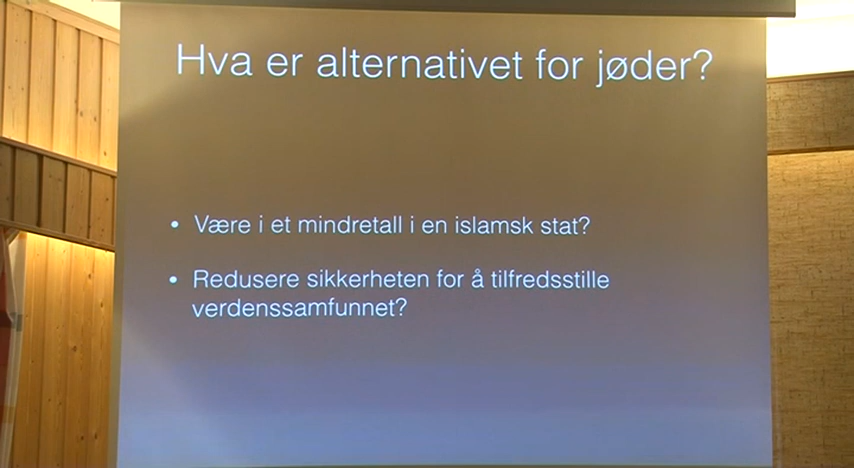 Hva er alternativet for jøder?
• Være i et mindretall i en islamsk stat?
• Redusere sikkerheten for å tilfredsstille
verdenssamfunnet?